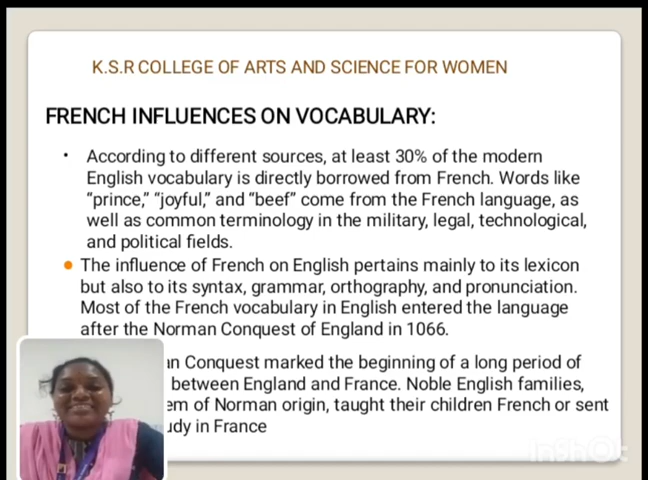 K.S.R COLLEGE OF ARTS AND SCIENCE FOR WOMEN
FRENCH INFLUENCES ON VOCABULARY:
• According to different sources, at least 30% of the modern
English vocabulary is directly borrowed from French. Words like
“prince,” “joyful,” and “beef” come from the French language, as
well as common terminology in the military, legal, technological,
and political fields.
• The influence of French on English pertains mainly to its lexicon
but also to its syntax, grammar, orthography, and pronunciation.
Most of the French vocabulary in English entered the language
after the Norman Conquest of England in 1066.
Conquest marked the beginning of a long period of
between England and France. Noble English families,
of Norman origin, taught their children French or sent
in France
InShOt